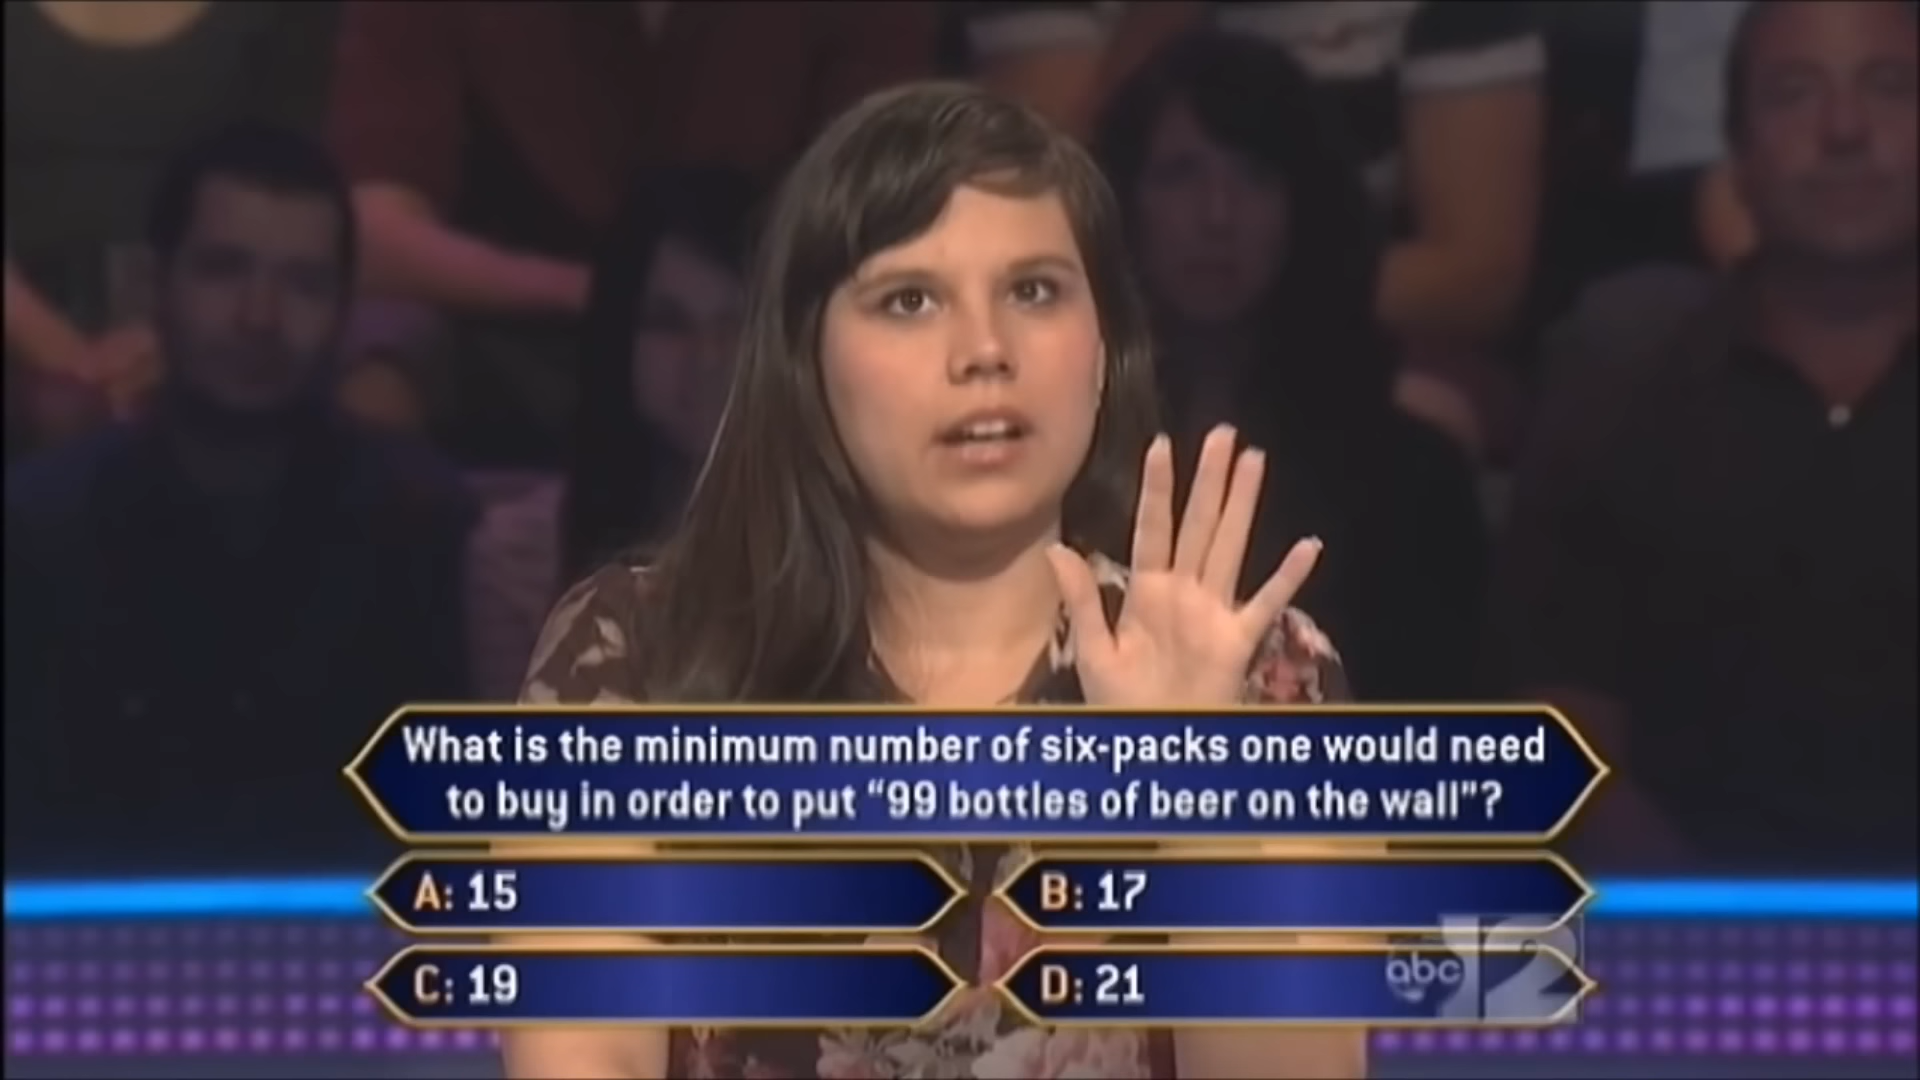 What is the minimum number of six-packs one would need
to buy in order to put “99 bottles of beer on the wall”?
A: 15
B: 17
C: 19
D: 21
abc 12